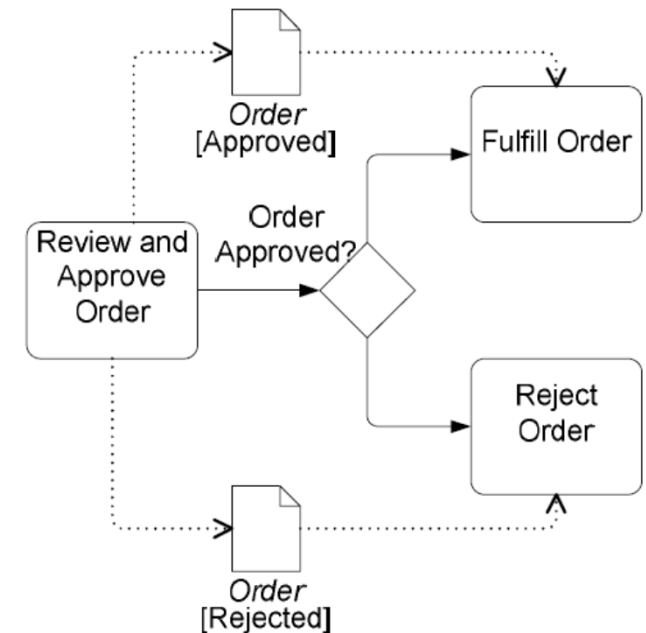 Order
[Approved]
Fulfill Order
Order
Approved?
Review and
Approve
Order
Reject
Order
Order
[Rejected]